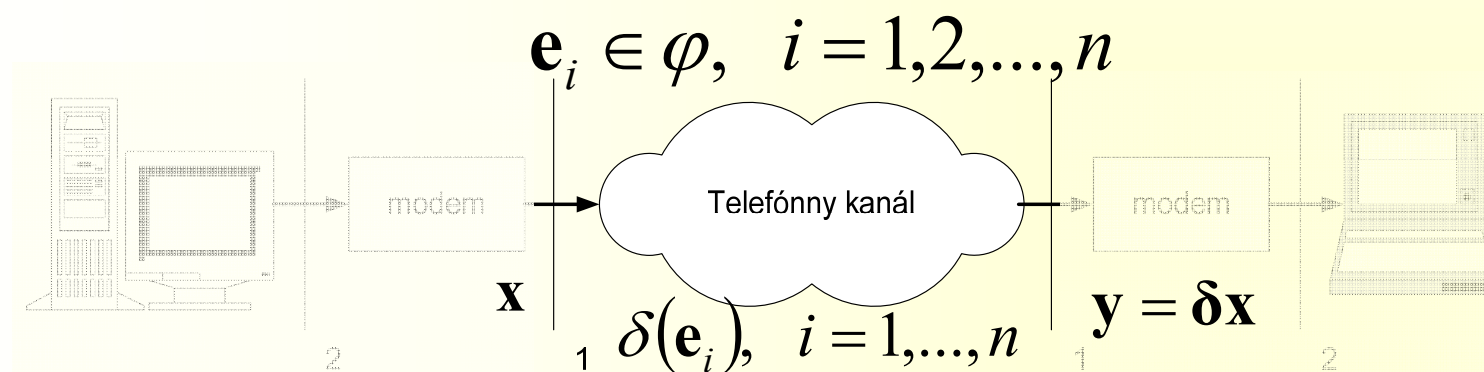 𝐞ᵢ ∈ φ, i = 1,2,..., n
modem
Telefónny kanál
modem
𝐱
𝐲 = 𝛅𝐱
δ(𝐞ᵢ), i = 1,..., n
2
1
1
2